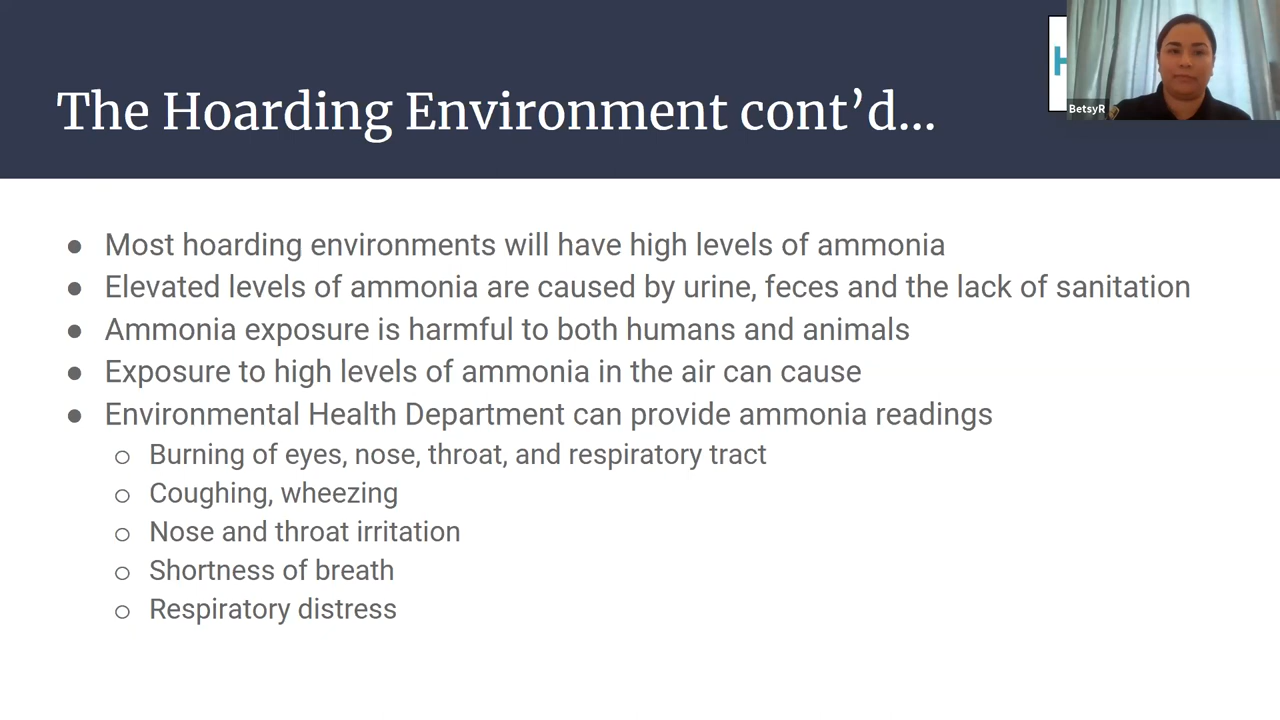 The Hoarding Environment cont’d...
H
BetsyR
● Most hoarding environments will have high levels of ammonia
● Elevated levels of ammonia are caused by urine, feces and the lack of sanitation
● Ammonia exposure is harmful to both humans and animals
● Exposure to high levels of ammonia in the air can cause
● Environmental Health Department can provide ammonia readings
○ Burning of eyes, nose, throat, and respiratory tract
○ Coughing, wheezing
○ Nose and throat irritation
○ Shortness of breath
○ Respiratory distress